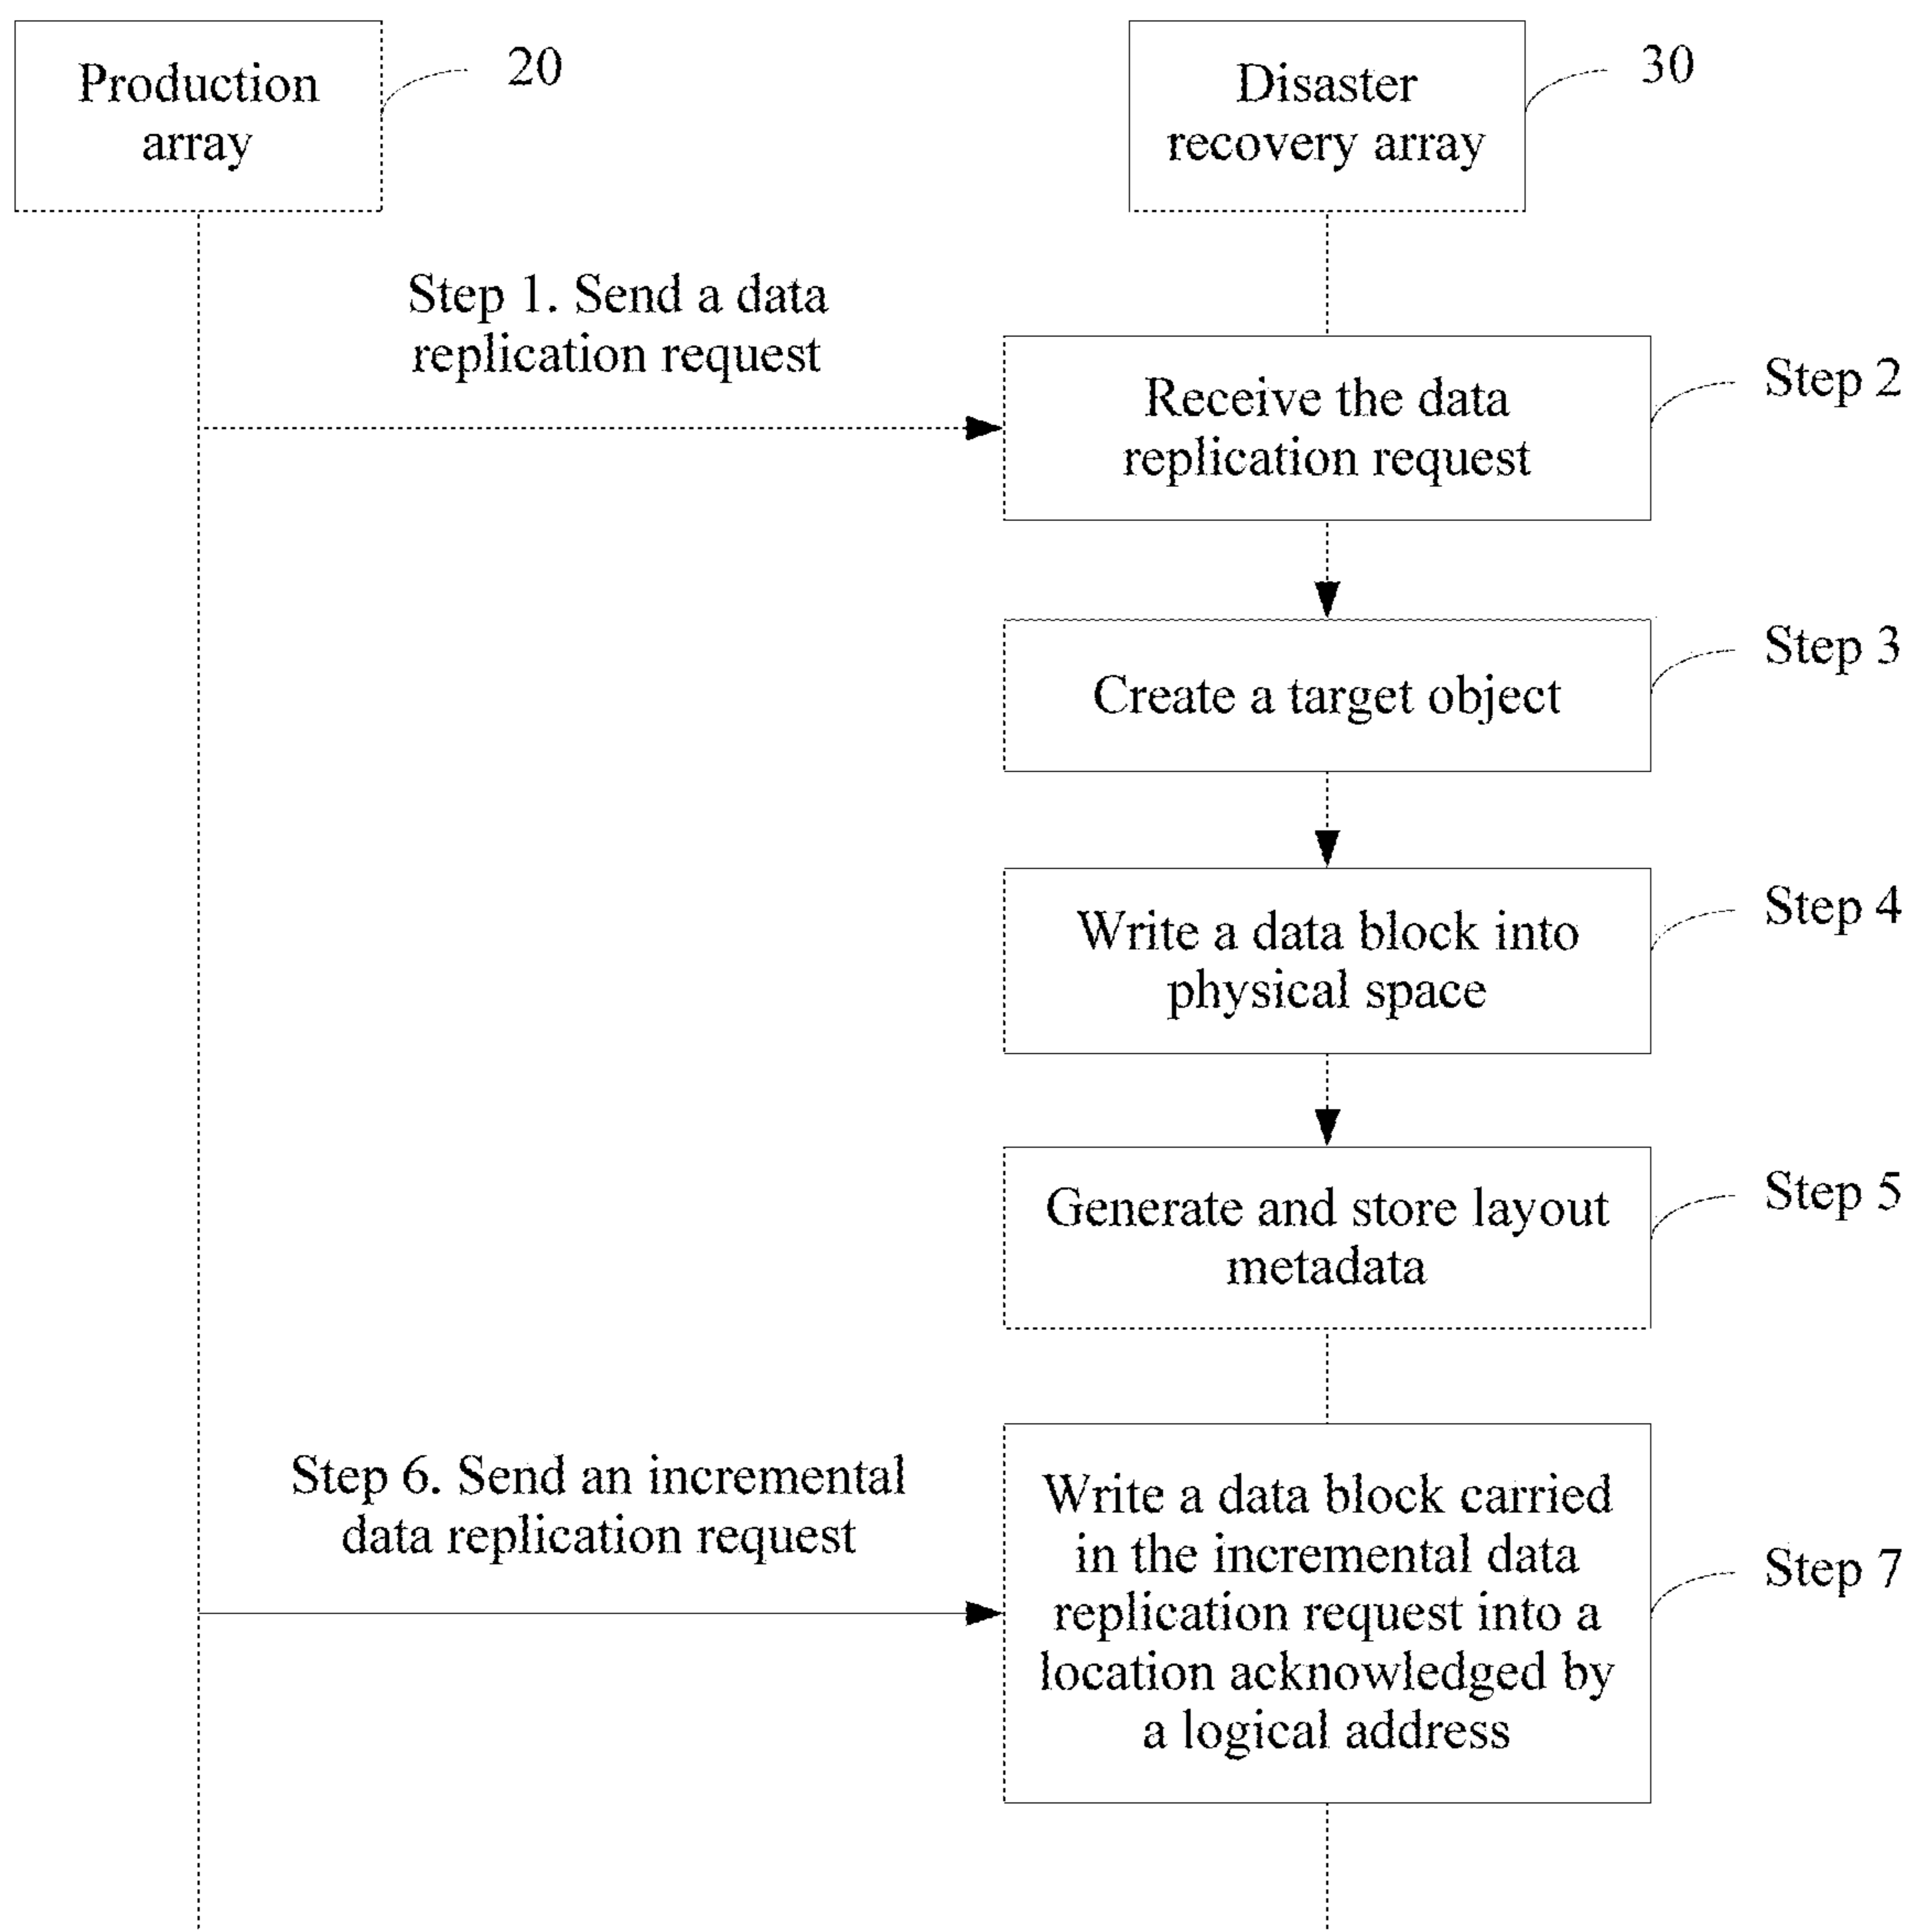 Production
array
20
Disaster
recovery array
30
Step 1. Send a data
replication request
Receive the data
replication request
Step 2
Create a target object
Step 3
Write a data block into
physical space
Step 4
Generate and store layout
metadata
Step 5
Step 6. Send an incremental
data replication request
Write a data block carried
in the incremental data
replication request into a
location acknowledged by
a logical address
Step 7